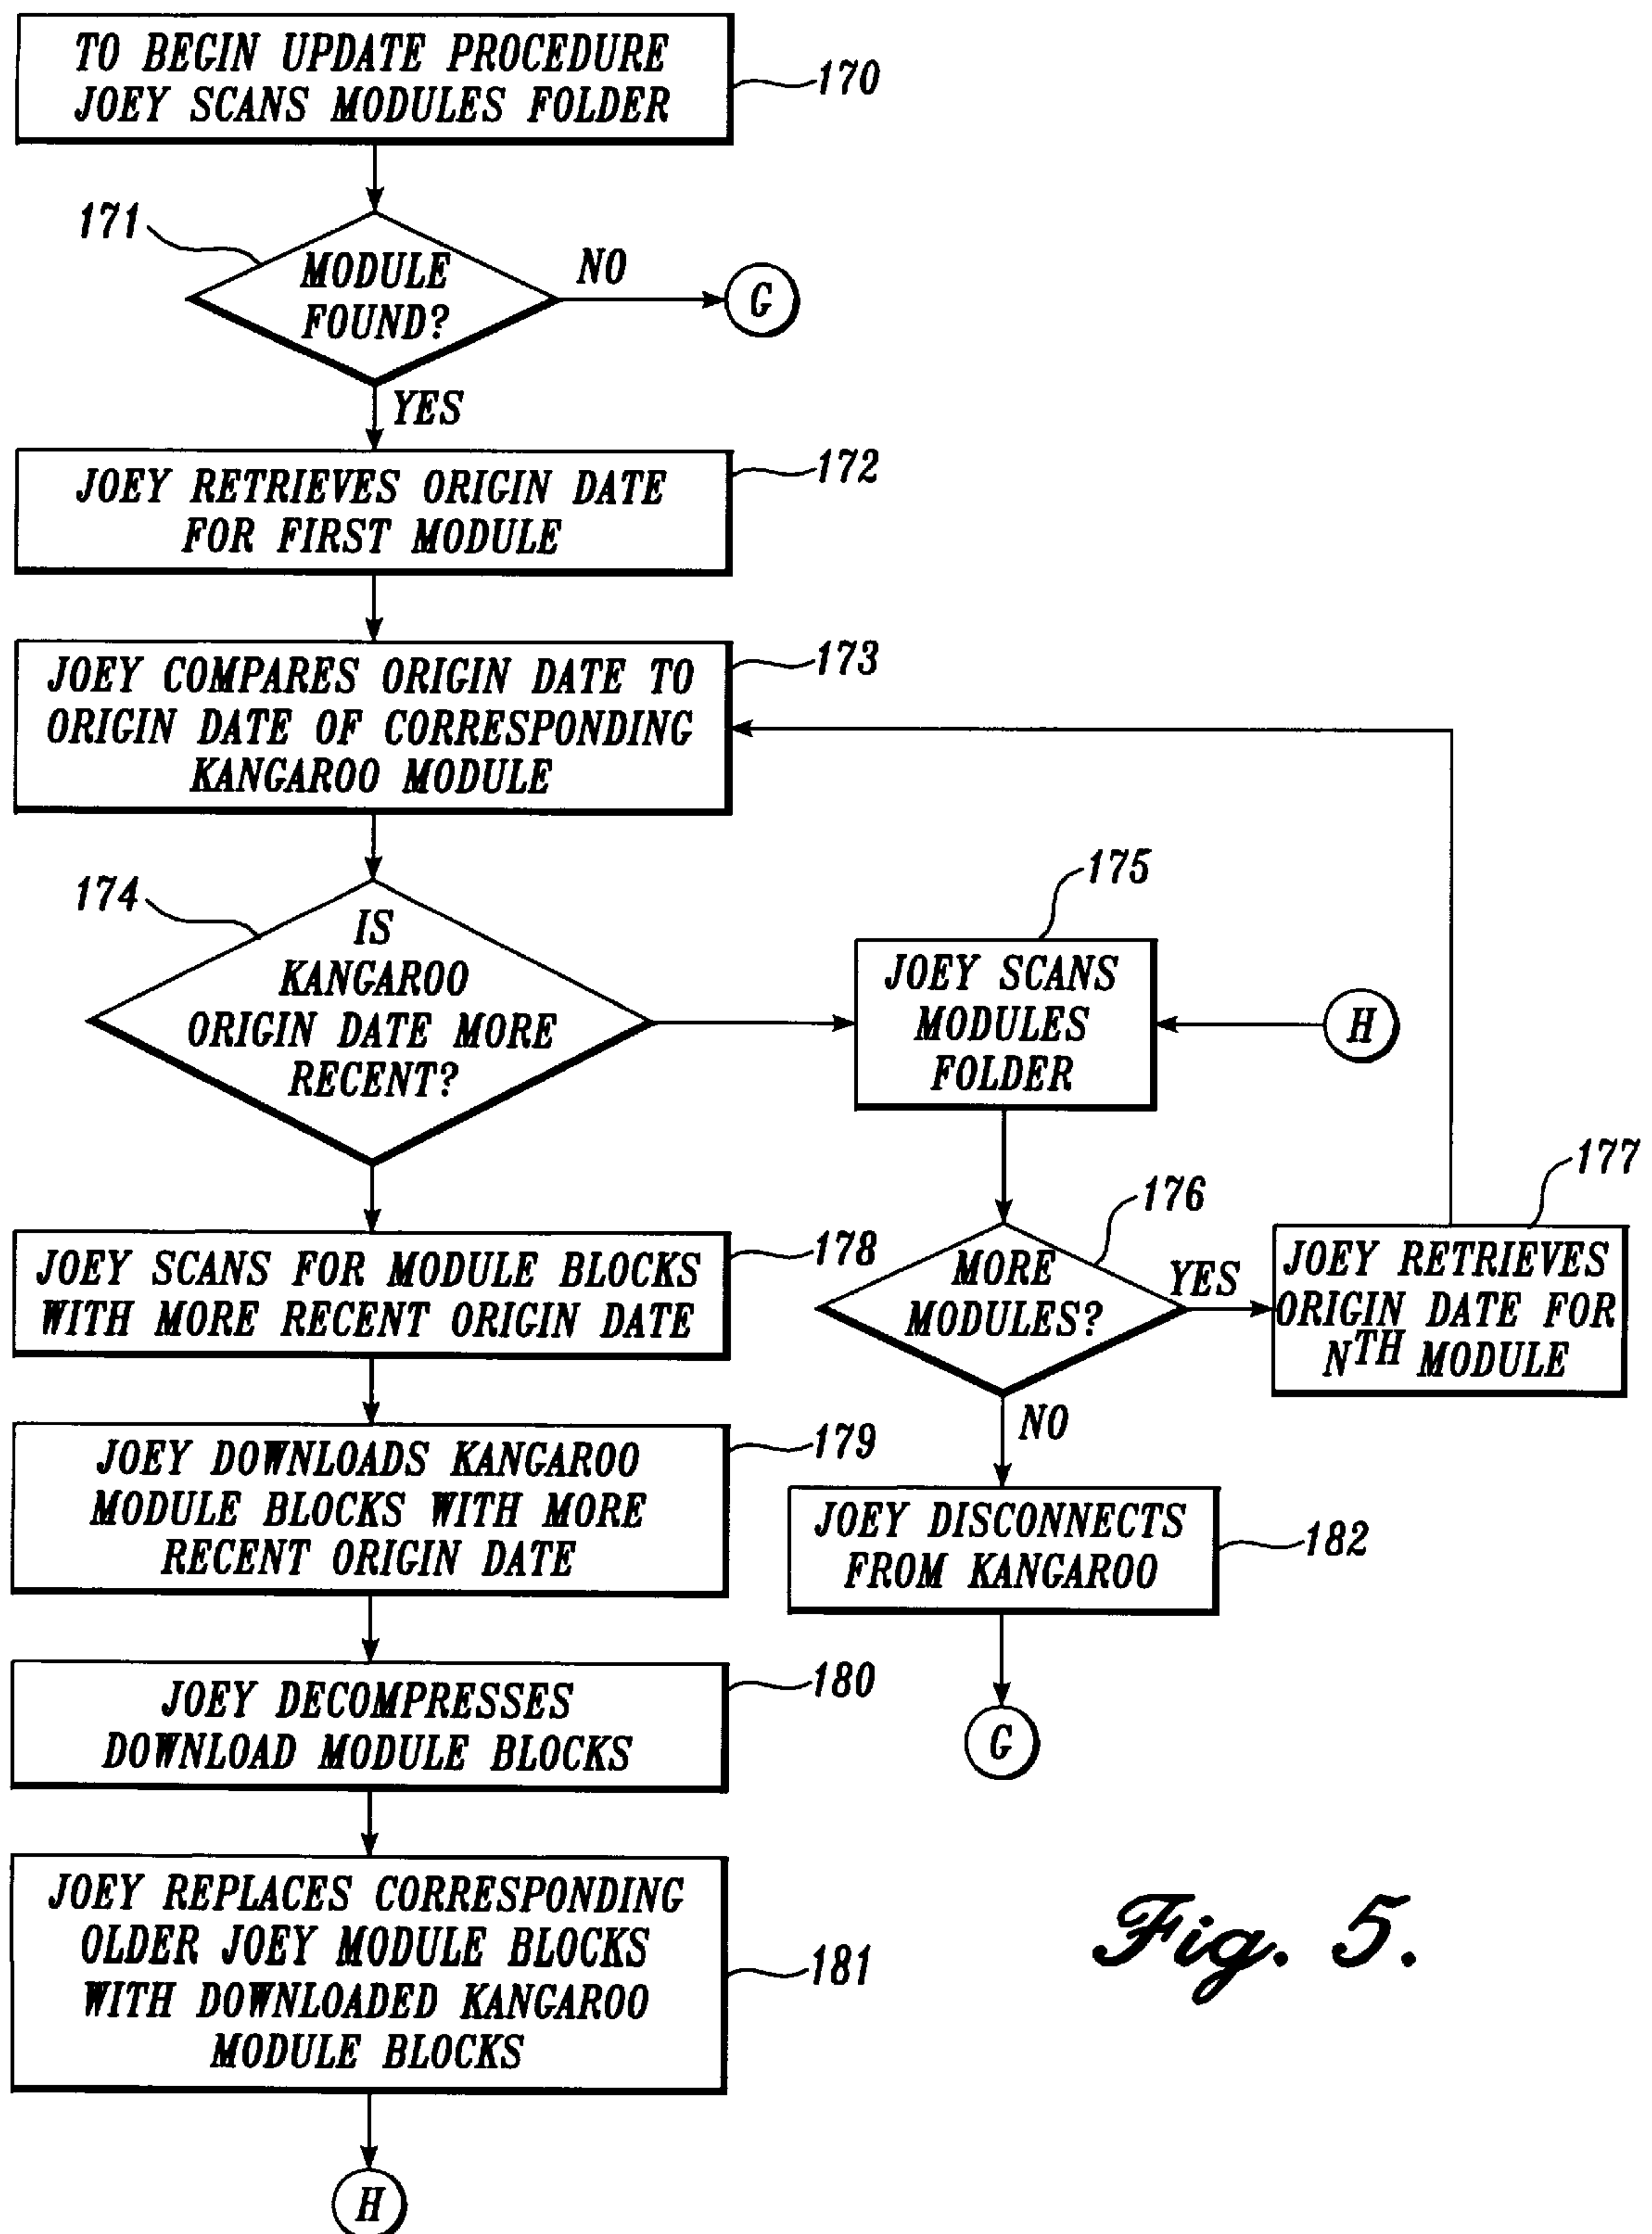 TO BEGIN UPDATE PROCEDURE
JOEY SCANS MODULES FOLDER
170
171
MODULE
FOUND?
NO
G
YES
JOEY RETRIEVES ORIGIN DATE
FOR FIRST MODULE
172
JOEY COMPARES ORIGIN DATE TO
ORIGIN DATE OF CORRESPONDING
KANGAROO MODULE
173
174
IS
KANGAROO
ORIGIN DATE MORE
RECENT?
175
JOEY SCANS
MODULES
FOLDER
H
176
MORE
MODULES?
YES
177
JOEY RETRIEVES
ORIGIN DATE FOR
NTH MODULE
NO
JOEY DISCONNECTS
FROM KANGAROO
182
G
JOEY SCANS FOR MODULE BLOCKS
WITH MORE RECENT ORIGIN DATE
178
JOEY DOWNLOADS KANGAROO
MODULE BLOCKS WITH MORE
RECENT ORIGIN DATE
179
JOEY DECOMPRESSES
DOWNLOAD MODULE BLOCKS
180
JOEY REPLACES CORRESPONDING
OLDER JOEY MODULE BLOCKS
WITH DOWNLOADED KANGAROO
MODULE BLOCKS
181
H
Fig. 5.